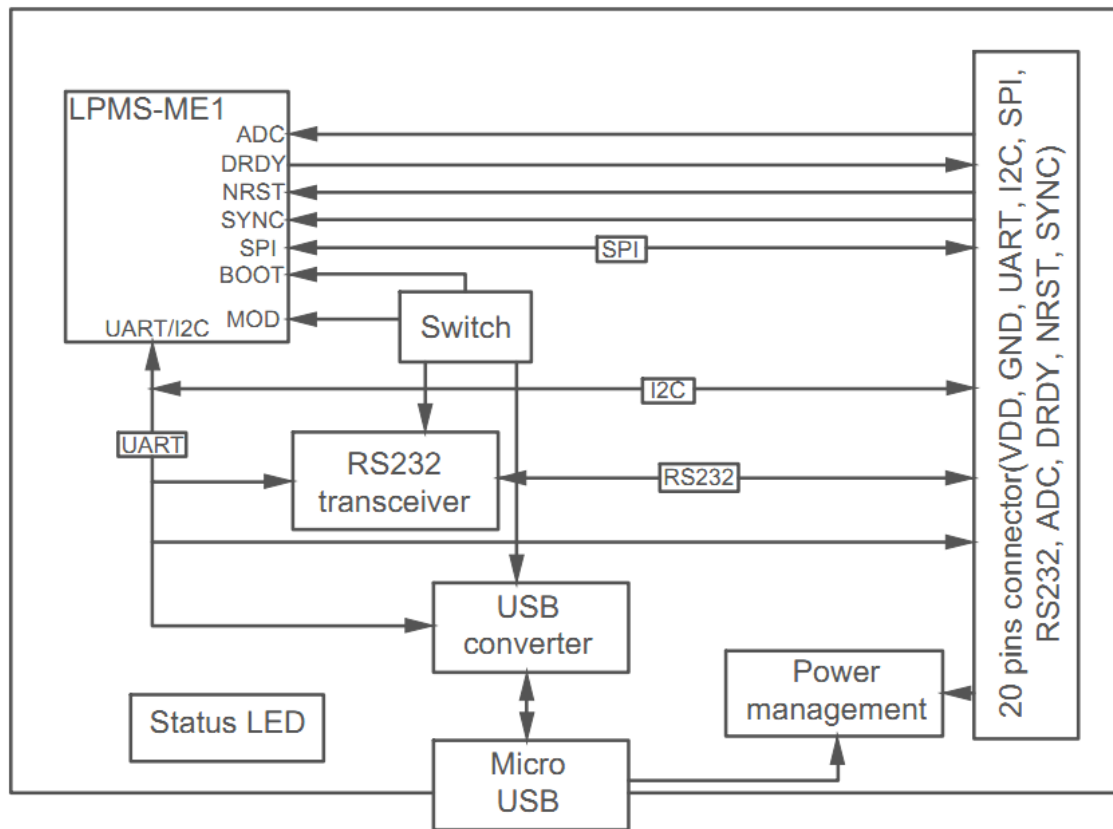 LPMS-ME1
ADC
DRDY
NRST
SYNC
SPI
BOOT
MOD
UART/I2C
SPI
Switch
I2C
UART
RS232
transceiver
RS232
USB
converter
Power
management
Status LED
Micro
USB
20 pins connector(VDD, GND, UART, I2C, SPI,
RS232, ADC, DRDY, NRST, SYNC)